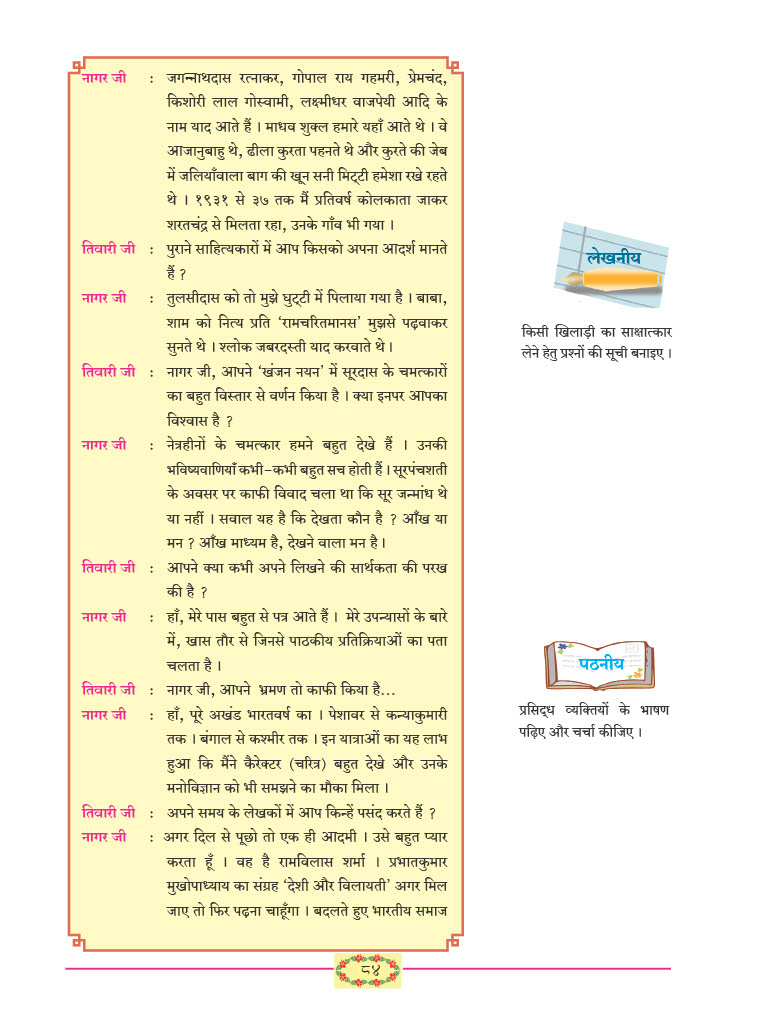 नागर जी : जगन्नाथदास रत्नाकर, गोपाल राय गहमरी, प्रेमचंद,
किशोरी लाल गोस्वामी, लक्ष्मीधर वाजपेयी आदि के
नाम याद आते हैं । माधव शुक्ल हमारे यहाँ आते थे । वे
आजानुबाहु थे, ढीला कुरता पहनते थे और कुरते की जेब
में जलियाँवाला बाग की खून सनी मिट्टी हमेशा रखे रहते
थे । १९३१ से ३७ तक मैं प्रतिवर्ष कोलकाता जाकर
शरतचंद्र से मिलता रहा, उनके गाँव भी गया ।
तिवारी जी : पुराने साहित्यकारों में आप किसको अपना आदर्श मानते
हैं ?
नागर जी : तुलसीदास को तो मुझे घुट्टी में पिलाया गया है । बाबा,
शाम को नित्य प्रति ‘रामचरितमानस’ मुझसे पढ़वाकर
सुनते थे । श्लोक जबरदस्ती याद करवाते थे ।
तिवारी जी : नागर जी, आपने ‘खंजन नयन’ में सूरदास के चमत्कारों
का बहुत विस्तार से वर्णन किया है । क्या इनपर आपका
विश्वास है ?
नागर जी : नेत्रहीनों के चमत्कार हमने बहुत देखे हैं । उनकी
भविष्यवाणियाँ कभी-कभी बहुत सच होती हैं । सूरपंचशती
के अवसर पर काफी विवाद चला था कि सूर जन्मांध थे
या नहीं । सवाल यह है कि देखता कौन है ? आँख या
मन ? आँख माध्यम है, देखने वाला मन है ।
तिवारी जी : आपने क्या कभी अपने लिखने की सार्थकता की परख
की है ?
नागर जी : हाँ, मेरे पास बहुत से पत्र आते हैं । मेरे उपन्यासों के बारे
में, खास तौर से जिनसे पाठकीय प्रतिक्रियाओं का पता
चलता है ।
तिवारी जी : नागर जी, आपने भ्रमण तो काफी किया है...
नागर जी : हाँ, पूरे अखंड भारतवर्ष का । पेशावर से कन्याकुमारी
तक । बंगाल से कश्मीर तक । इन यात्राओं का यह लाभ
हुआ कि मैंने कैरेक्टर (चरित्र) बहुत देखे और उनके
मनोविज्ञान को भी समझने का मौका मिला ।
तिवारी जी : अपने समय के लेखकों में आप किन्हें पसंद करते हैं ?
नागर जी : अगर दिल से पूछो तो एक ही आदमी । उसे बहुत प्यार
करता हूँ । वह है रामविलास शर्मा । प्रभातकुमार
मुखोपाध्याय का संग्रह ‘देशी और विलायती’ अगर मिल
जाए तो फिर पढ़ना चाहूँगा । बदलते हुए भारतीय समाज
लेखनीय
किसी खिलाड़ी का साक्षात्कार
लेने हेतु प्रश्नों की सूची बनाइए ।
पठनीय
प्रसिद्ध व्यक्तियों के भाषण
पढ़िए और चर्चा कीजिए ।
८४